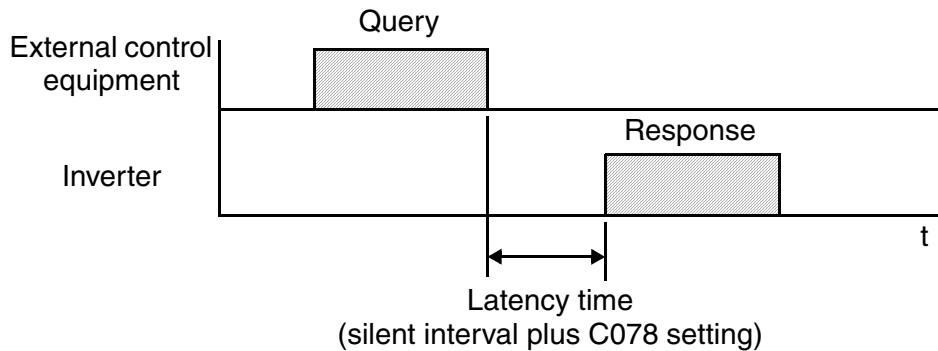 Query
External control
equipment
Response
Inverter
t
Latency time
(silent interval plus C078 setting)